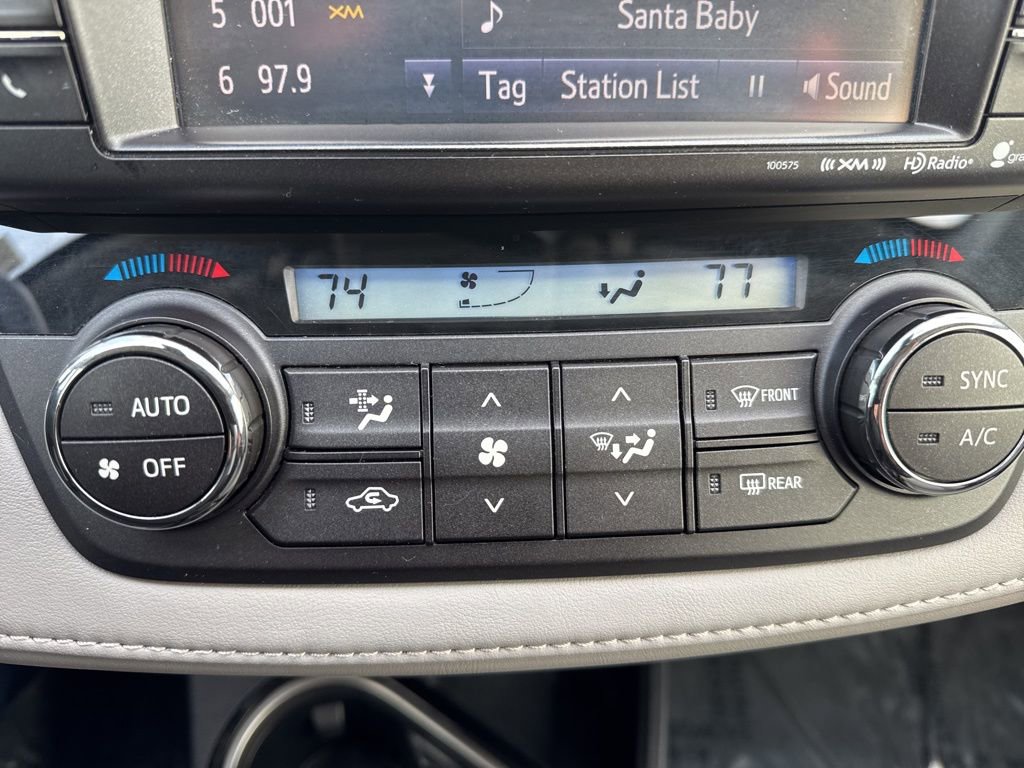 5 001 XM
Santa Baby
6 97.9
Tag Station List Sound
100575 XM HD Radio
74 77
AUTO
OFF
FRONT
REAR
SYNC
A/C